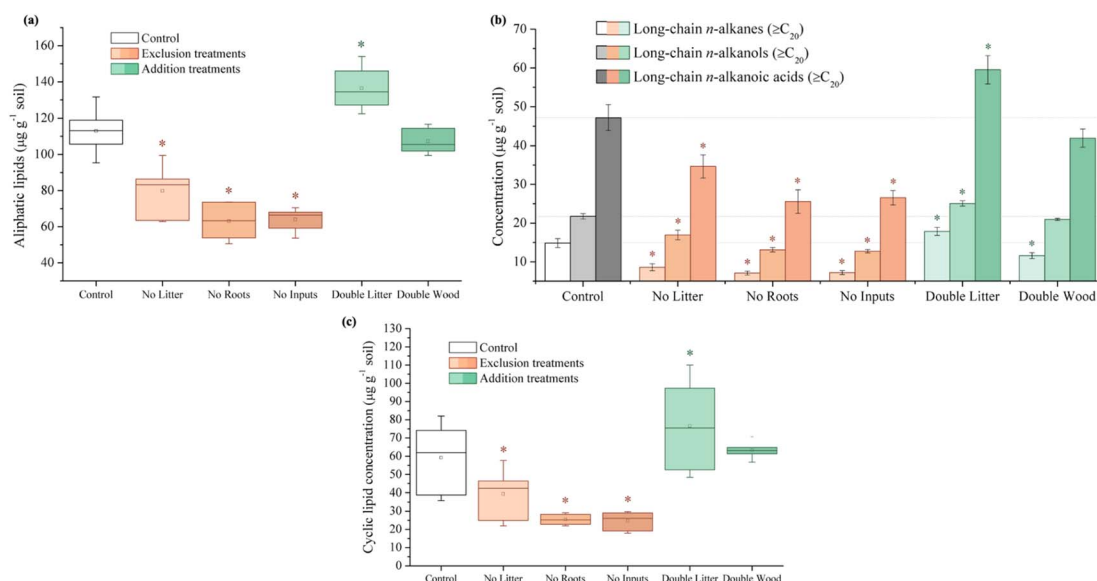 (a)
Control
Exclusion treatments
Addition treatments
Aliphatic lipids (µg g⁻¹ soil)
160
140
120
100
80
60
40
*
*
*
*
Control
No Litter
No Roots
No Inputs
Double Litter
Double Wood
(b)
Long-chain n-alkanes (≥C₂₀)
Long-chain n-alkanols (≥C₂₀)
Long-chain n-alkanoic acids (≥C₂₀)
Concentration (µg g⁻¹ soil)
70
60
50
40
30
20
10
* * *
* * *
* * *
* * *
*
Control
No Litter
No Roots
No Inputs
Double Litter
Double Wood
(c)
Control
Exclusion treatments
Addition treatments
Cyclic lipid concentration (µg g⁻¹ soil)
130
120
110
100
90
80
70
60
50
40
30
20
10
0
*
*
*
*
Control
No Litter
No Roots
No Inputs
Double Litter
Double Wood